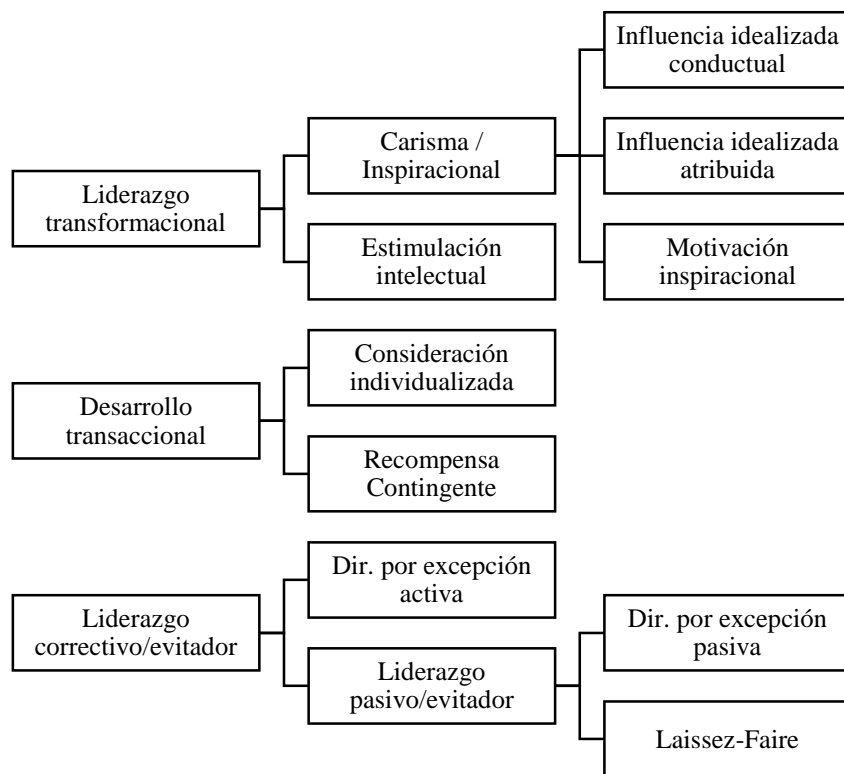 Liderazgo
transformacional
Carisma /
Inspiracional
Influencia idealizada
conductual
Influencia idealizada
atribuida
Motivación
inspiracional
Estimulación
intelectual
Desarrollo
transaccional
Consideración
individualizada
Recompensa
Contingente
Liderazgo
correctivo/evitador
Dir. por excepción
activa
Liderazgo
pasivo/evitador
Dir. por excepción
pasiva
Laissez-Faire